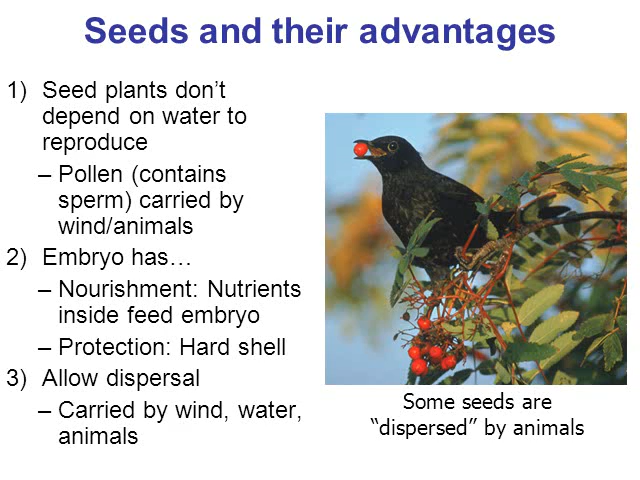 Seeds and their advantages
1) Seed plants don’t
depend on water to
reproduce
– Pollen (contains
sperm) carried by
wind/animals
2) Embryo has…
– Nourishment: Nutrients
inside feed embryo
– Protection: Hard shell
3) Allow dispersal
– Carried by wind, water,
animals
Some seeds are
“dispersed” by animals